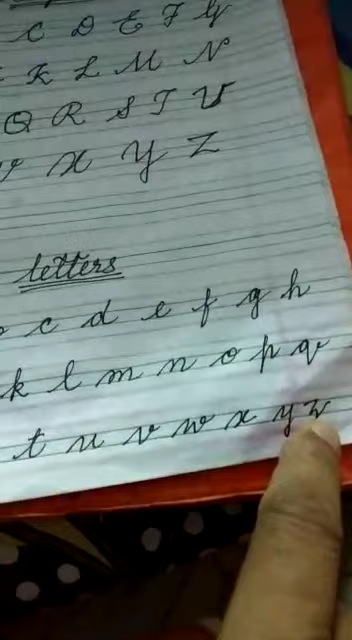 C D E F G
K L M N
Q R S T U
X Y Z
letters
c d e f g h
k l m n o p q
t u v w x y z